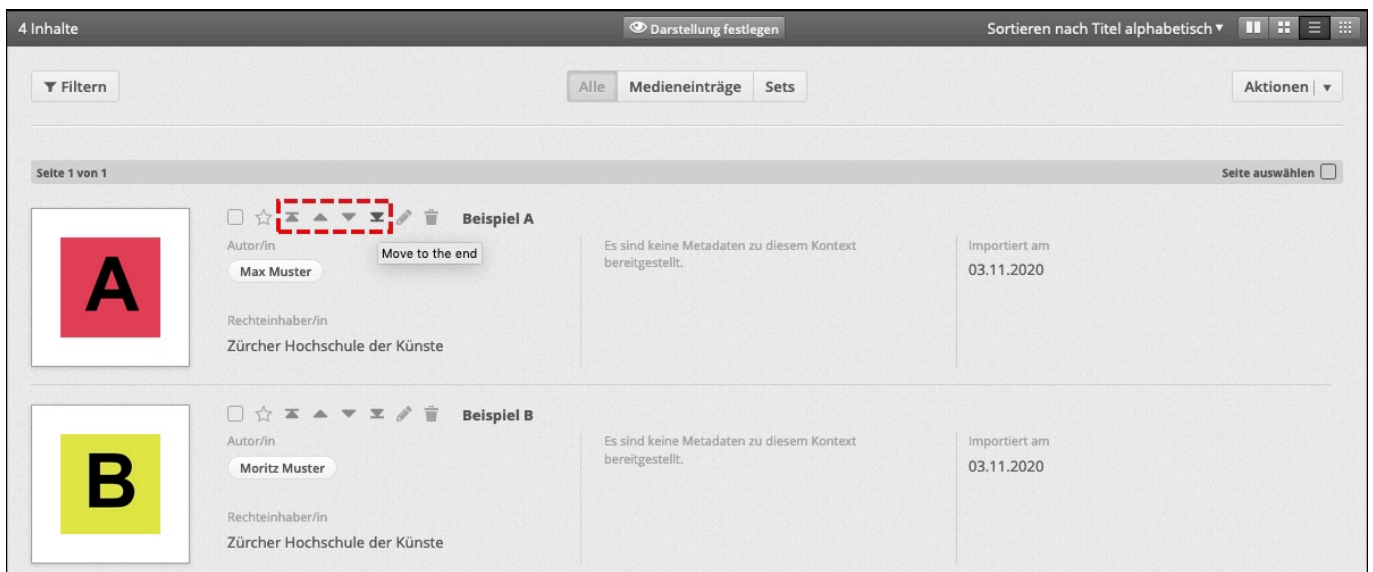 4 Inhalte
Darstellung festlegen
Sortieren nach Titel alphabetisch
Filtern
Alle Medieneinträge Sets
Aktionen
Seite 1 von 1
Seite auswählen
Beispiel A
Move to the end
A
Autor/in
Max Muster
Rechteinhaber/in
Zürcher Hochschule der Künste
Es sind keine Metadaten zu diesem Kontext
bereitgestellt.
Importiert am
03.11.2020
Beispiel B
B
Autor/in
Moritz Muster
Rechteinhaber/in
Zürcher Hochschule der Künste
Es sind keine Metadaten zu diesem Kontext
bereitgestellt.
Importiert am
03.11.2020